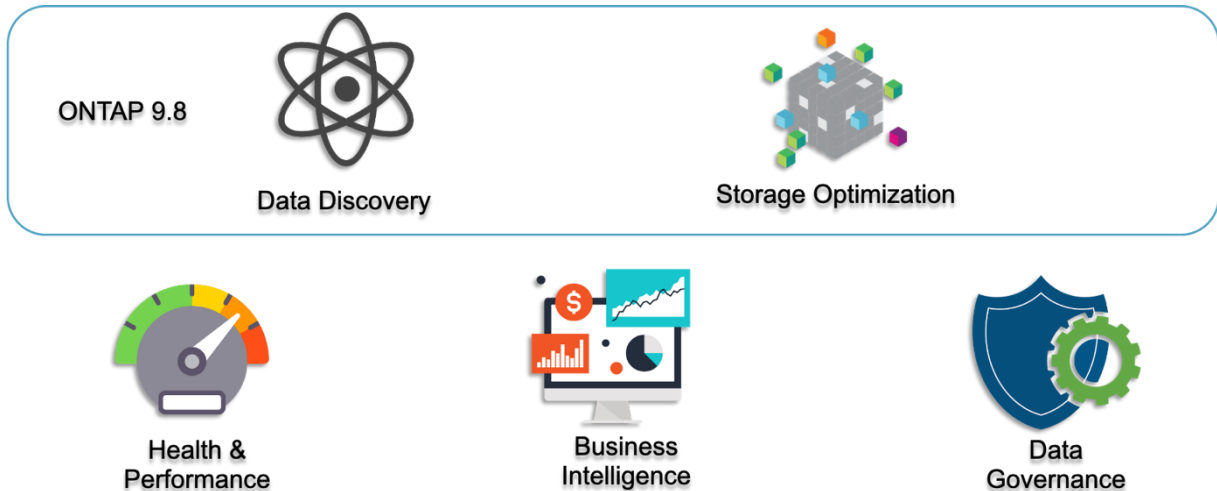 ONTAP 9.8
Data Discovery
Storage Optimization
$
Health &
Performance
Business
Intelligence
Data
Governance